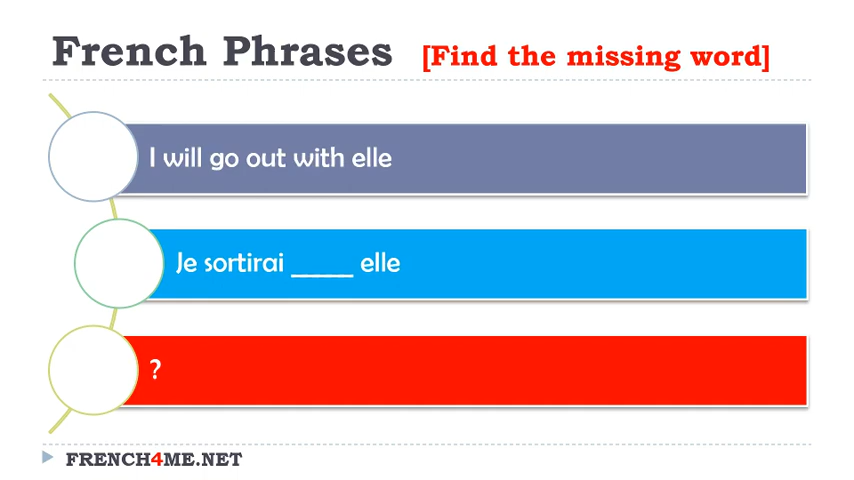 French Phrases [Find the missing word]
I will go out with elle
Je sortirai _____ elle
?
FRENCH4ME.NET